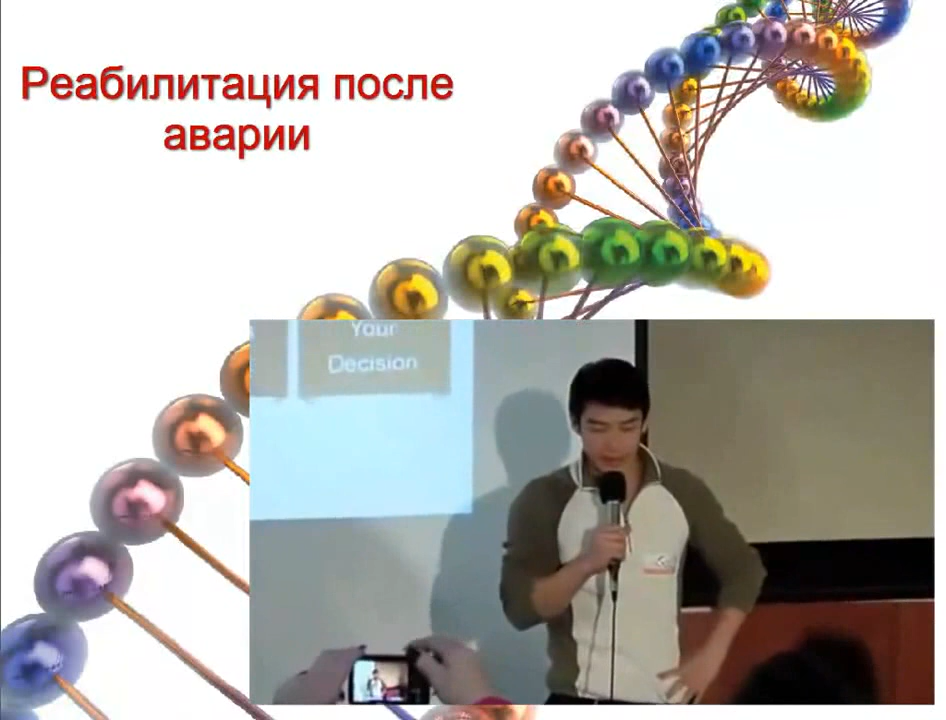 Реабилитация после
аварии
Your
Decision